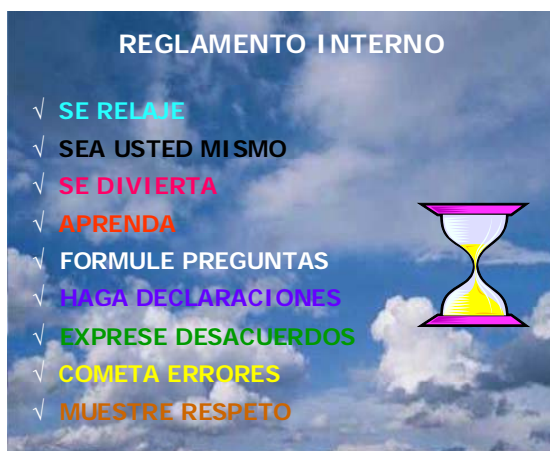 REGLAMENTO INTERNO
√ SE RELAJE
√ SEA USTED MISMO
√ SE DIVIERTA
√ APRENDA
√ FORMULE PREGUNTAS
√ HAGA DECLARACIONES
√ EXPRESE DESACUERDOS
√ COMETA ERRORES
√ MUESTRE RESPETO